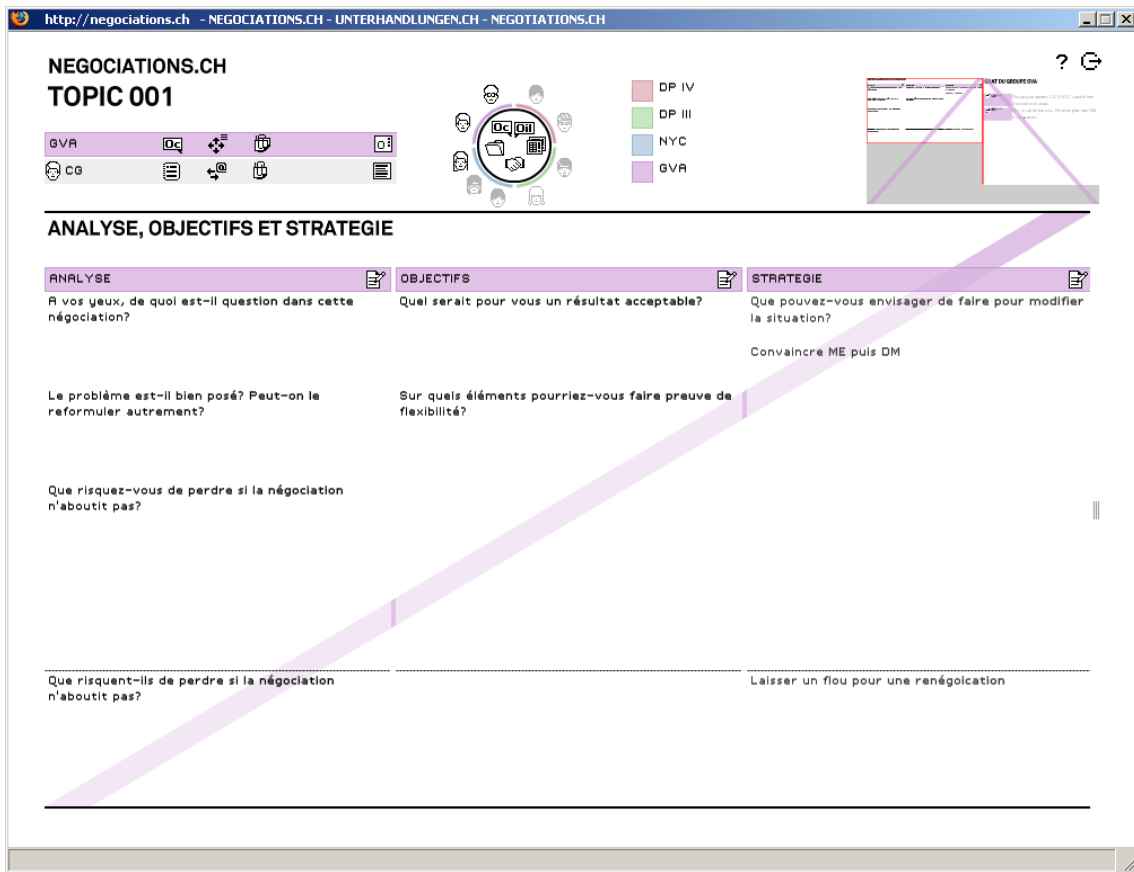 http://negociations.ch - NEGOCIATIONS.CH - UNTERHANDLUNGEN.CH - NEGOTIATIONS.CH
NEGOCIATIONS.CH
TOPIC 001
GVA
CG
DP IV
DP III
NYC
GVA
?
CHAT DU GROUPE GVA
ANALYSE, OBJECTIFS ET STRATEGIE
ANALYSE
A vos yeux, de quoi est-il question dans cette
négociation?
Le problème est-il bien posé? Peut-on le
reformuler autrement?
Que risquez-vous de perdre si la négociation
n'aboutit pas?
Que risquent-ils de perdre si la négociation
n'aboutit pas?
OBJECTIFS
Quel serait pour vous un résultat acceptable?
Sur quels éléments pourriez-vous faire preuve de
flexibilité?
STRATEGIE
Que pouvez-vous envisager de faire pour modifier
la situation?
Convaincre ME puis DM
Laisser un flou pour une renégoication